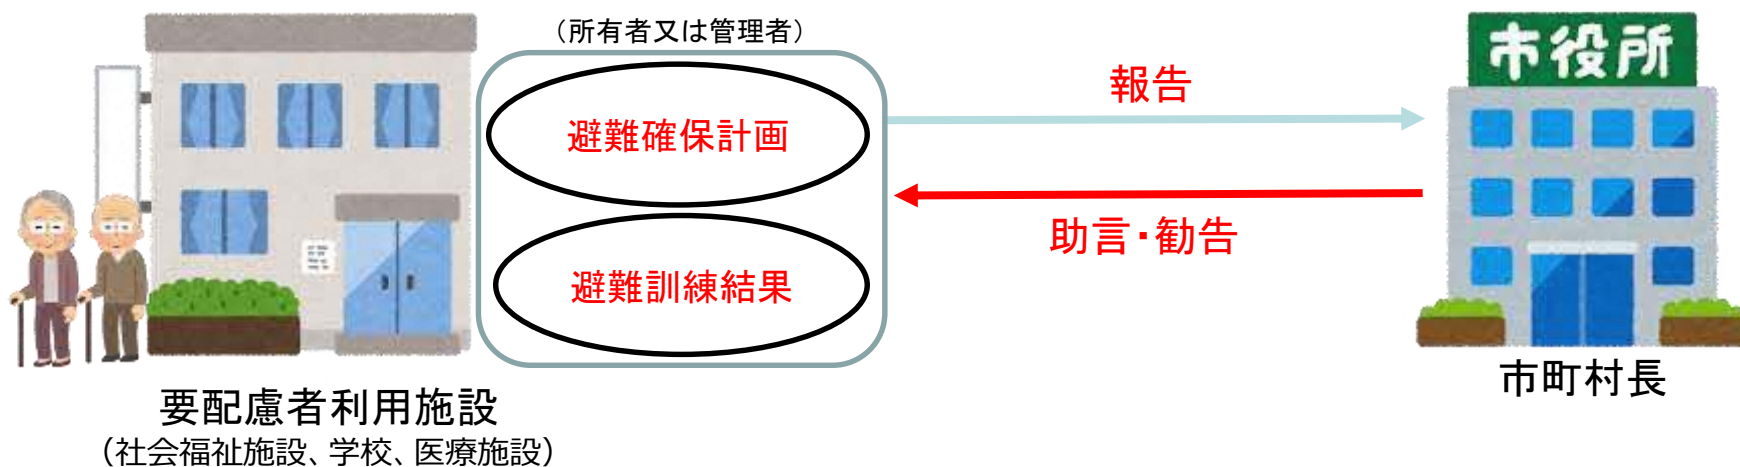 (所有者又は管理者)
市役所
報告
避難確保計画
助言・勧告
避難訓練結果
市町村長
要配慮者利用施設
(社会福祉施設、学校、医療施設)